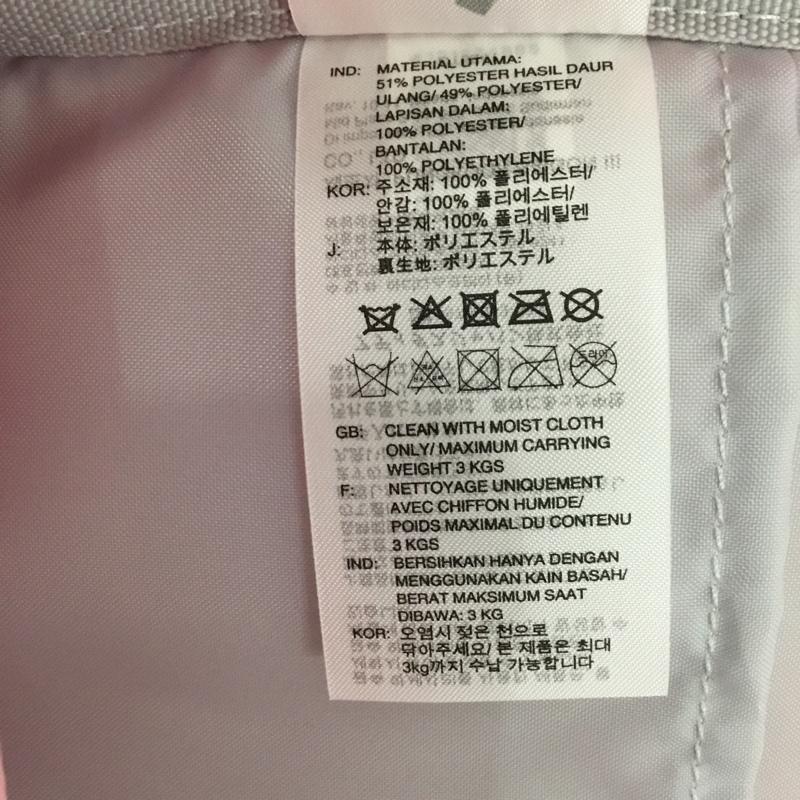 IND: MATERIAL UTAMA:
51% POLYESTER HASIL DAUR
ULANG/ 49% POLYESTER/
LAPISAN DALAM:
100% POLYESTER/
BANTALAN:
100% POLYETHYLENE
KOR: 주소재: 100% 폴리에스터/
안감: 100% 폴리에스터/
보온재: 100% 폴리에틸렌
J: 本体: ポリエステル
裏生地: ポリエステル
드라이
GB: CLEAN WITH MOIST CLOTH
ONLY/ MAXIMUM CARRYING
WEIGHT 3 KGS
F: NETTOYAGE UNIQUEMENT
AVEC CHIFFON HUMIDE/
POIDS MAXIMAL DU CONTENU
3 KGS
IND: BERSIHKAN HANYA DENGAN
MENGGUNAKAN KAIN BASAH/
BERAT MAKSIMUM SAAT
DIBAWA: 3 KG
KOR: 오염시 젖은 천으로
닦아주세요/ 본 제품은 최대
3kg까지 수납 가능합니다